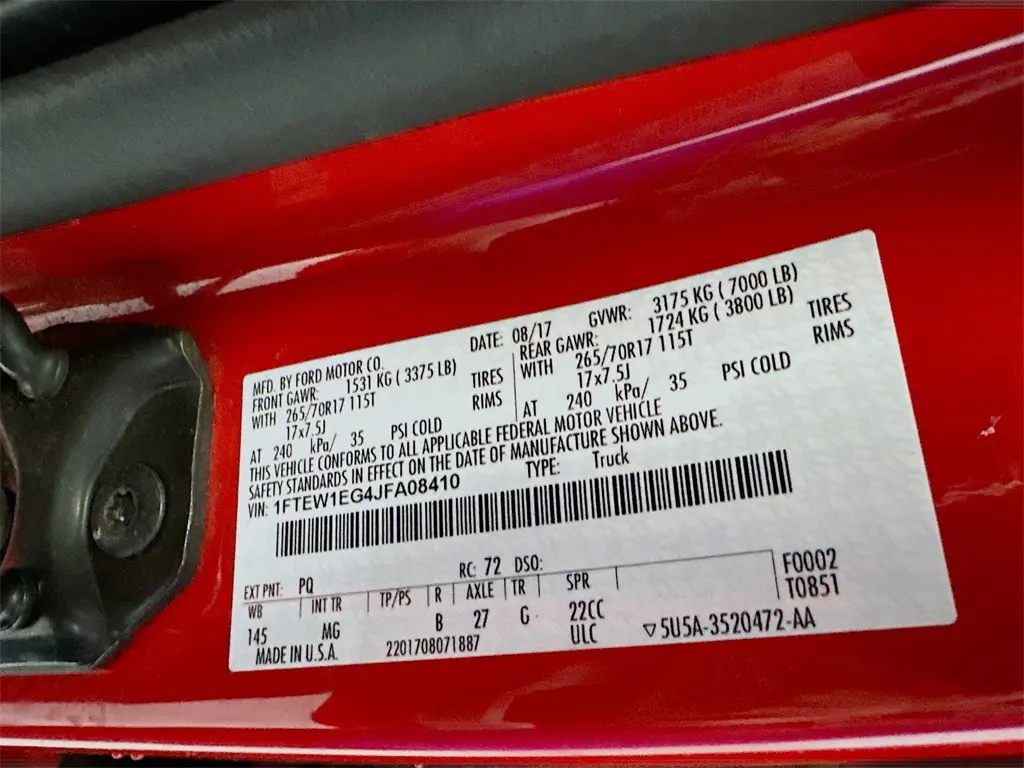 MFD. BY FORD MOTOR CO. DATE: 08/17 GVWR: 3175 KG ( 7000 LB)
FRONT GAWR: 1531 KG ( 3375 LB) REAR GAWR: 1724 KG ( 3800 LB)
WITH 265/70R17 115T TIRES WITH 265/70R17 115T TIRES
17x7.5J RIMS 17x7.5J RIMS
AT 240 kPa/ 35 PSI COLD AT 240 kPa/ 35 PSI COLD
THIS VEHICLE CONFORMS TO ALL APPLICABLE FEDERAL MOTOR VEHICLE
SAFETY STANDARDS IN EFFECT ON THE DATE OF MANUFACTURE SHOWN ABOVE.
VIN: 1FTEW1EG4JFA08410 TYPE: Truck
EXT PNT: PQ RC: 72 DSO: F0002
WB INT TR TP/PS R AXLE TR SPR T0851
145 MG B 27 G 22CC
MADE IN U.S.A. 2201708071887 ULC ▽5U5A-3520472-AA